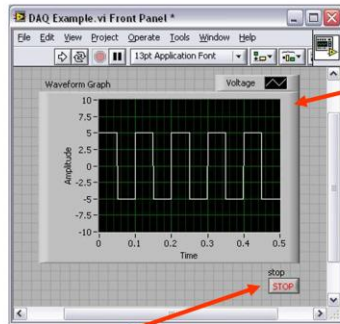 DAQ Example.vi Front Panel *
File Edit View Project Operate Tools Window Help
13pt Application Font
Waveform Graph
Voltage
Amplitude
10
7.5
5
2.5
0
-2.5
-5
-7.5
-10
0 0.1 0.2 0.3 0.4 0.5
Time
stop
STOP